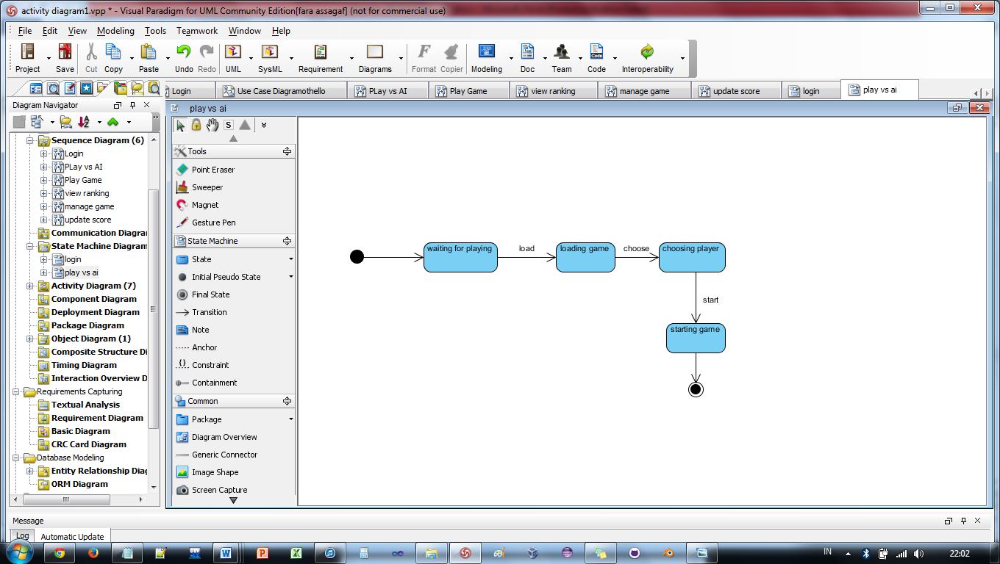 activity diagram1.vpp * - Visual Paradigm for UML Community Edition[fara assagaf] (not for commercial use)
File Edit View Modeling Tools Teamwork Window Help
Project Save Cut Copy Paste Undo Redo UML SysML Requirement Diagrams Format Copier Modeling Doc Team Code Interoperability
Login Use Case Diagramothello PLay vs AI Play Game view ranking manage game update score login play vs ai
Diagram Navigator
play vs ai
Sequence Diagram (6)
Login
PLay vs AI
Play Game
view ranking
manage game
update score
Communication Diagra
State Machine Diagram
login
play vs ai
Activity Diagram (7)
Component Diagram
Deployment Diagram
Package Diagram
Object Diagram (1)
Composite Structure Di
Timing Diagram
Interaction Overview D
Requirements Capturing
Textual Analysis
Requirement Diagram
Basic Diagram
CRC Card Diagram
Database Modeling
Entity Relationship Diag
ORM Diagram
S
Tools
Point Eraser
Sweeper
Magnet
Gesture Pen
State Machine
State
Initial Pseudo State
Final State
Transition
Note
Anchor
Constraint
Containment
Common
Package
Diagram Overview
Generic Connector
Image Shape
Screen Capture
waiting for playing load loading game choose choosing player
start
starting game
Message
Log Automatic Update
IN 22:02